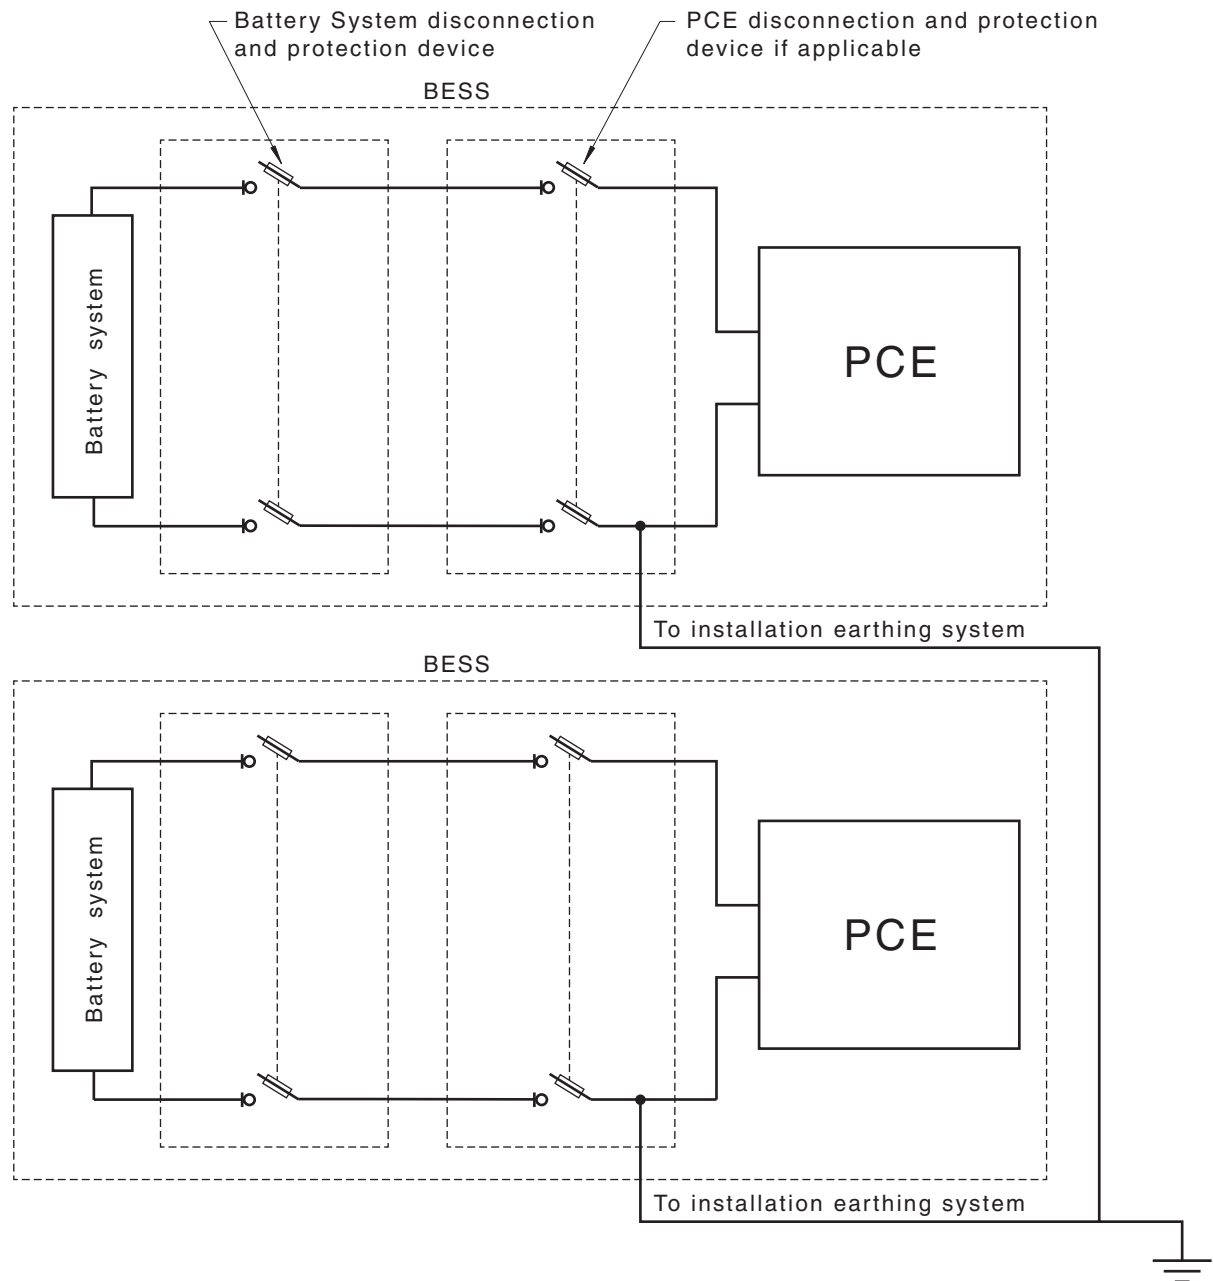 Battery System disconnection
and protection device
PCE disconnection and protection
device if applicable
BESS
Battery system
PCE
To installation earthing system
BESS
Battery system
PCE
To installation earthing system